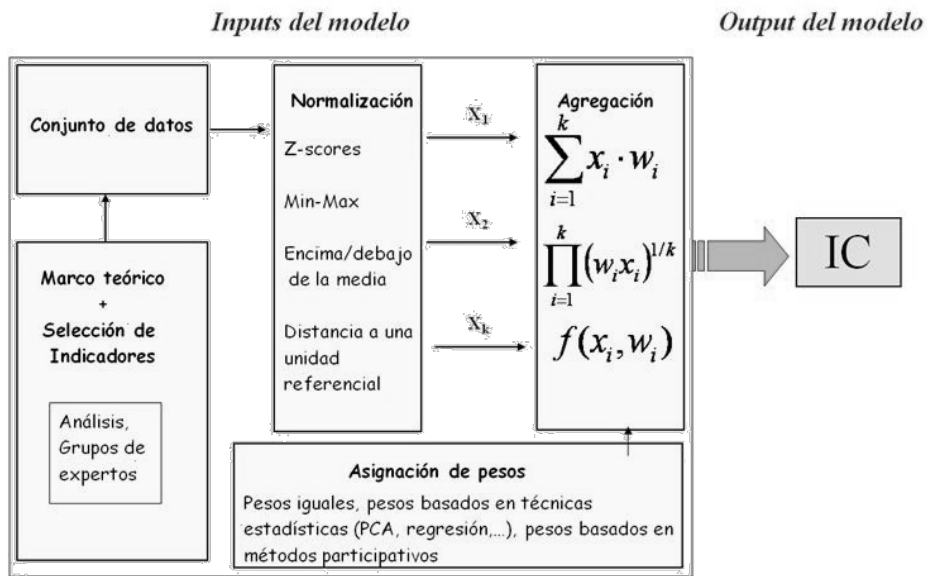 Inputs del modelo
Output del modelo
Conjunto de datos
Marco teórico
+
Selección de
Indicadores
Análisis,
Grupos de
expertos
Normalización
Z-scores
Min-Max
Encima/debajo
de la media
Distancia a una
unidad
referencial
X₁
X₂
Xₖ
Agregación
∑ᵢ₌₁ᵏ xᵢ · wᵢ
∏ᵢ₌₁ᵏ (wᵢxᵢ)^1/k
f(xᵢ, wᵢ)
Asignación de pesos
Pesos iguales, pesos basados en técnicas
estadísticas (PCA, regresión,...), pesos basados en
métodos participativos
IC